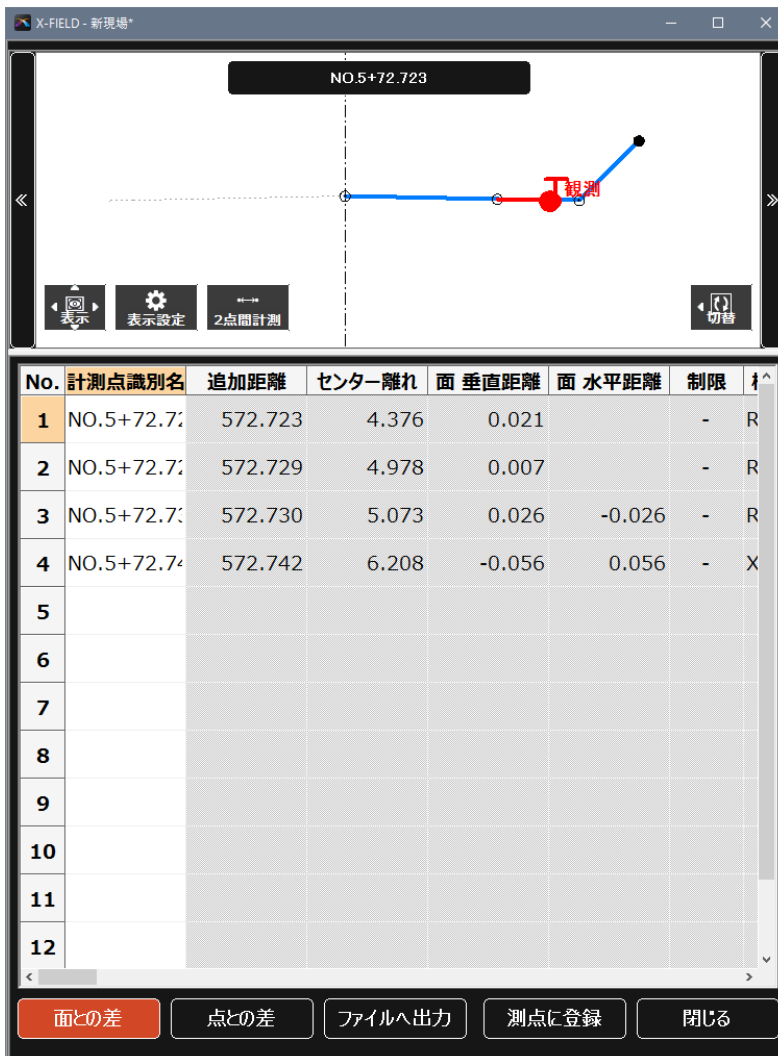 X-FIELD - 新現場*
NO.5+72.723
観測
表示
表示設定
2点間計測
切替
No. 計測点識別名 追加距離 センター離れ 面 垂直距離 面 水平距離 制限
1 NO.5+72.72 572.723 4.376 0.021 - R
2 NO.5+72.72 572.729 4.978 0.007 - R
3 NO.5+72.73 572.730 5.073 0.026 -0.026 - R
4 NO.5+72.74 572.742 6.208 -0.056 0.056 - X
5
6
7
8
9
10
11
12
面との差 点との差 ファイルへ出力 測点に登録 閉じる